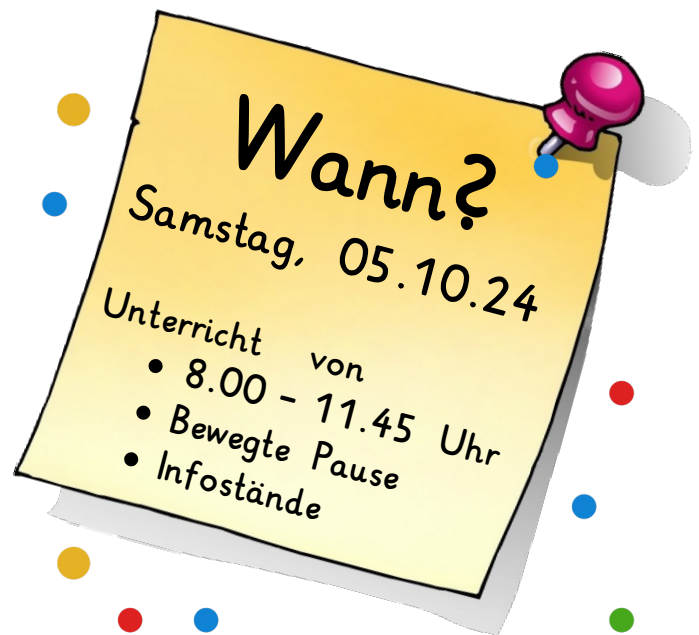 Wann?
Samstag, 05.10.24
Unterricht von
• 8.00 – 11.45 Uhr
• Bewegte Pause
• Infostände